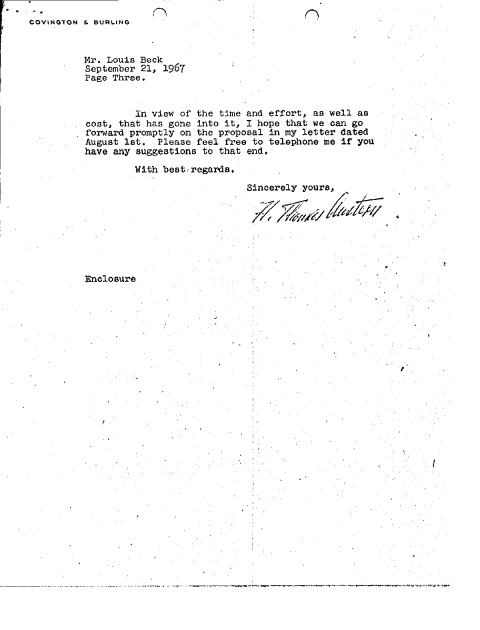 COVINGTON & BURLING
Mr. Louis Beck
September 21, 1967
Page Three.
In view of the time and effort, as well as
cost, that has gone into it, I hope that we can go
forward promptly on the proposal in my letter dated
August 1st. Please feel free to telephone me if you
have any suggestions to that end.
With best regards.
Sincerely yours,
H. Thomas Austern
Enclosure